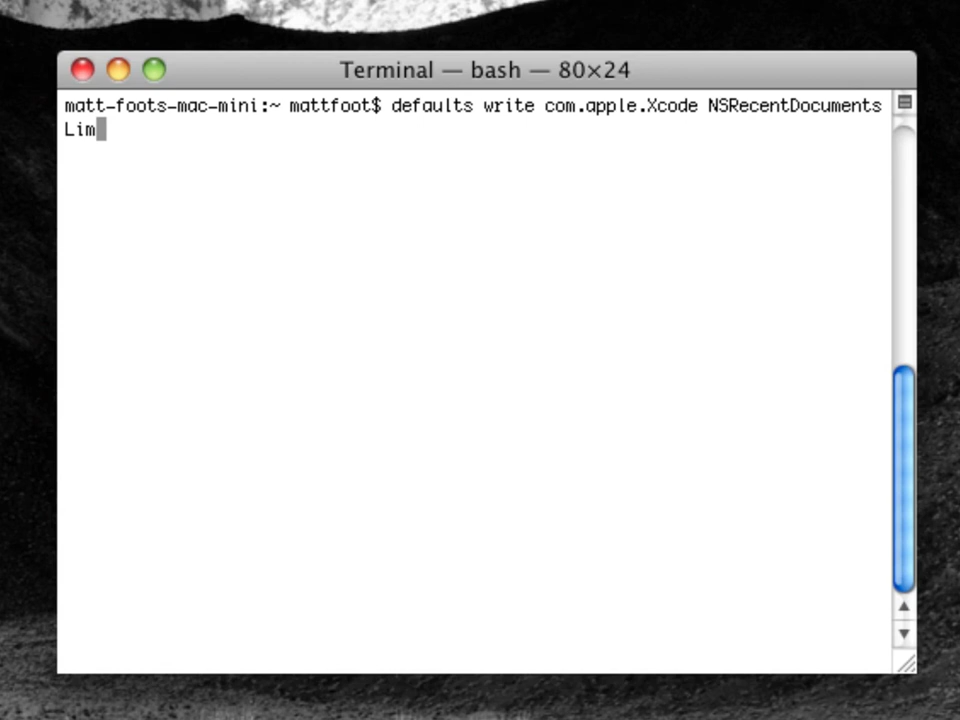 Terminal — bash — 80×24
matt-foots-mac-mini:~ mattfoot$ defaults write com.apple.Xcode NSRecentDocuments
Lim